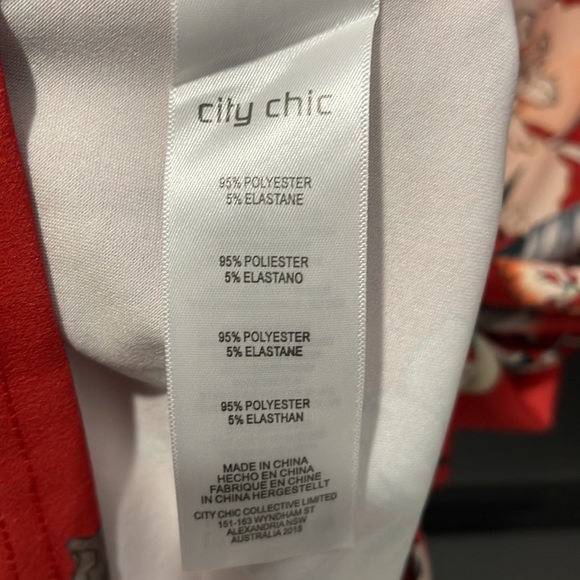 city chic
95% POLYESTER
5% ELASTANE
95% POLIESTER
5% ELASTANO
95% POLYESTER
5% ELASTANE
95% POLYESTER
5% ELASTHAN
MADE IN CHINA
HECHO EN CHINA
FABRIQUE EN CHINE
IN CHINA HERGESTELLT
CITY CHIC COLLECTIVE LIMITED
151-163 WYNDHAM ST
ALEXANDRIA NSW
AUSTRALIA 2015